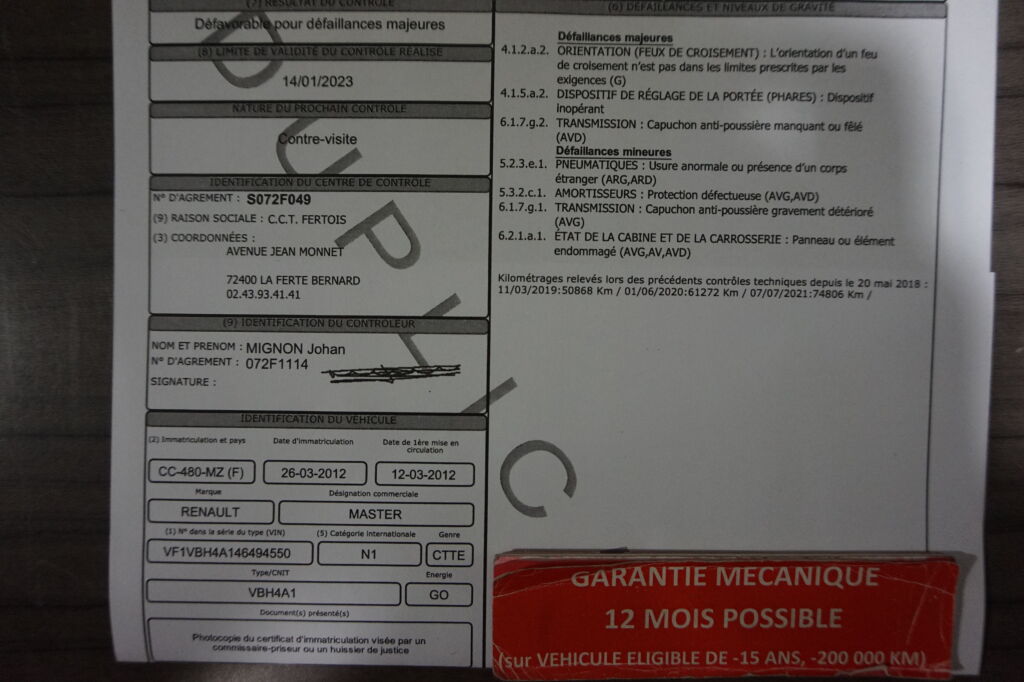 (7) RÉSULTAT DU CONTRÔLE
Défavorable pour défaillances majeures
(8) LIMITE DE VALIDITÉ DU CONTRÔLE RÉALISÉ
14/01/2023
NATURE DU PROCHAIN CONTRÔLE
Contre-visite
IDENTIFICATION DU CENTRE DE CONTRÔLE
N° D'AGREMENT : S072F049
(9) RAISON SOCIALE : C.C.T. FERTOIS
(3) COORDONNÉES :
AVENUE JEAN MONNET
72400 LA FERTE BERNARD
02.43.93.41.41
(9) IDENTIFICATION DU CONTRÔLEUR
NOM ET PRENOM : MIGNON Johan
N° D'AGREMENT : 072F1114
SIGNATURE :
IDENTIFICATION DU VÉHICULE
(2) Immatriculation et pays Date d'immatriculation Date de 1ère mise en
circulation
CC-480-MZ (F) 26-03-2012 12-03-2012
Marque Désignation commerciale
RENAULT MASTER
(1) N° dans la série du type (VIN) (5) Catégorie internationale Genre
VF1VBH4A146494550 N1 CTTE
Type/CNIT Energie
VBH4A1 GO
Document(s) présenté(s)
Photocopie du certificat d'immatriculation visée par un
commissaire-priseur ou un huissier de justice
(6) DÉFAILLANCES ET NIVEAUX DE GRAVITÉ
Défaillances majeures
4.1.2.a.2. ORIENTATION (FEUX DE CROISEMENT) : L'orientation d'un feu
de croisement n'est pas dans les limites prescrites par les
exigences (G)
4.1.5.a.2. DISPOSITIF DE RÉGLAGE DE LA PORTÉE (PHARES) : Dispositif
inopérant
6.1.7.g.2. TRANSMISSION : Capuchon anti-poussière manquant ou fêlé
(AVD)
Défaillances mineures
5.2.3.e.1. PNEUMATIQUES : Usure anormale ou présence d'un corps
étranger (ARG,ARD)
5.3.2.c.1. AMORTISSEURS : Protection défectueuse (AVG,AVD)
6.1.7.g.1. TRANSMISSION : Capuchon anti-poussière gravement détérioré
(AVG)
6.2.1.a.1. ÉTAT DE LA CABINE ET DE LA CARROSSERIE : Panneau ou élément
endommagé (AVG,AV,AVD)
Kilométrages relevés lors des précédents contrôles techniques depuis le 20 mai 2018 :
11/03/2019:50868 Km / 01/06/2020:61272 Km / 07/07/2021:74806 Km /
DUPLIC
GARANTIE MECANIQUE
12 MOIS POSSIBLE
(sur VEHICULE ELIGIBLE DE -15 ANS, -200 000 KM)